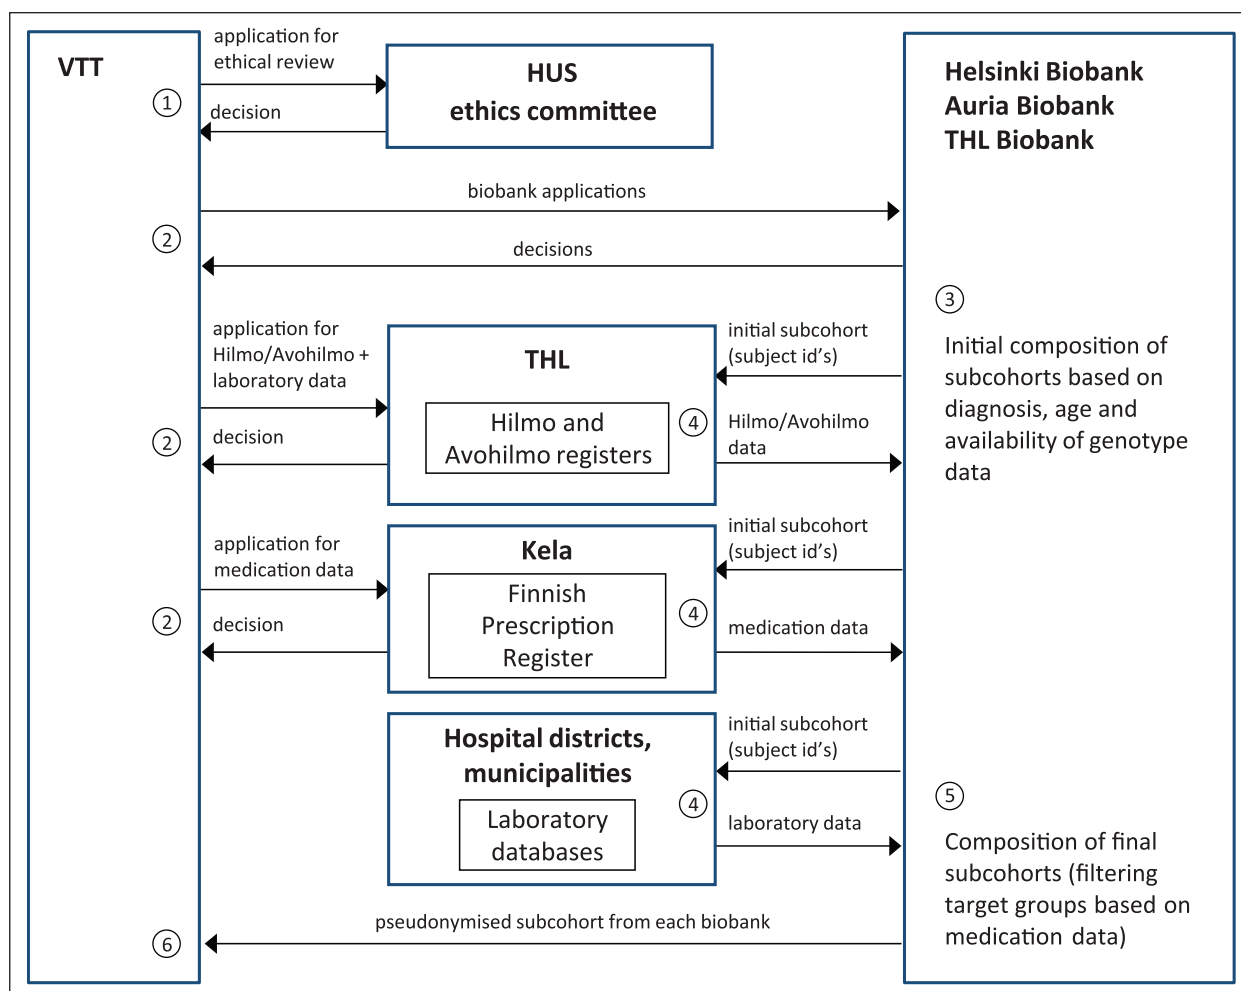 VTT
application for
ethical review
1
decision
HUS
ethics committee
Helsinki Biobank
Auria Biobank
THL Biobank
biobank applications
2
decisions
3
Initial composition of
subcohorts based on
diagnosis, age and
availability of genotype
data
application for
Hilmo/Avohilmo +
laboratory data
2
decision
THL
Hilmo and
Avohilmo registers
4
initial subcohort
(subject id's)
Hilmo/Avohilmo
data
application for
medication data
2
decision
Kela
Finnish
Prescription
Register
4
initial subcohort
(subject id's)
medication data
Hospital districts,
municipalities
Laboratory
databases
4
initial subcohort
(subject id's)
laboratory data
5
Composition of final
subcohorts (filtering
target groups based on
medication data)
pseudonymised subcohort from each biobank
6